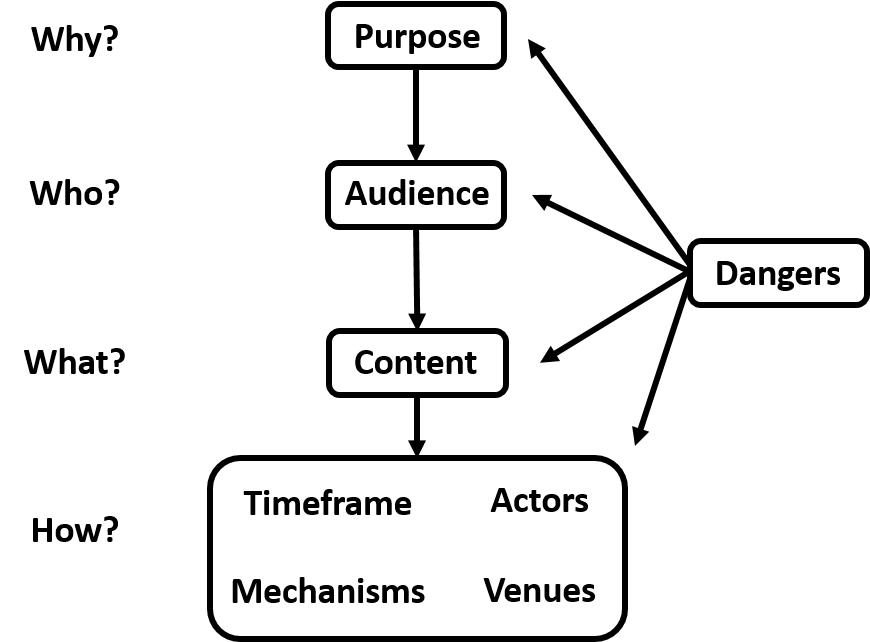 Why?
Purpose
Who?
Audience
Dangers
What?
Content
How?
Timeframe
Actors
Mechanisms
Venues